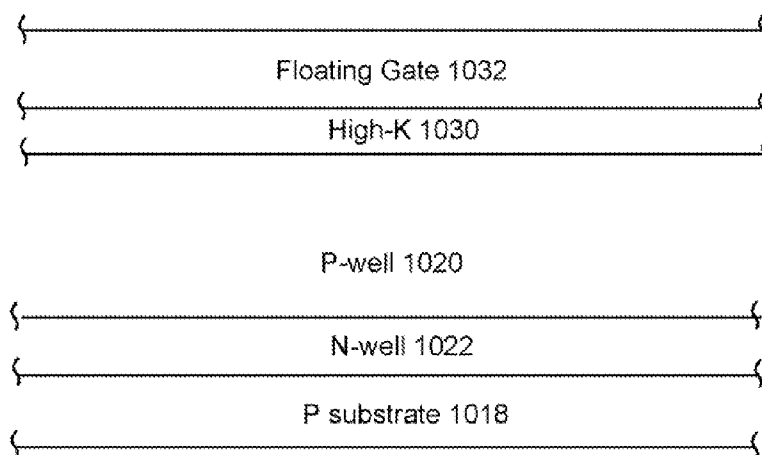 Floating Gate 1032
High-K 1030
P-well 1020
N-well 1022
P substrate 1018